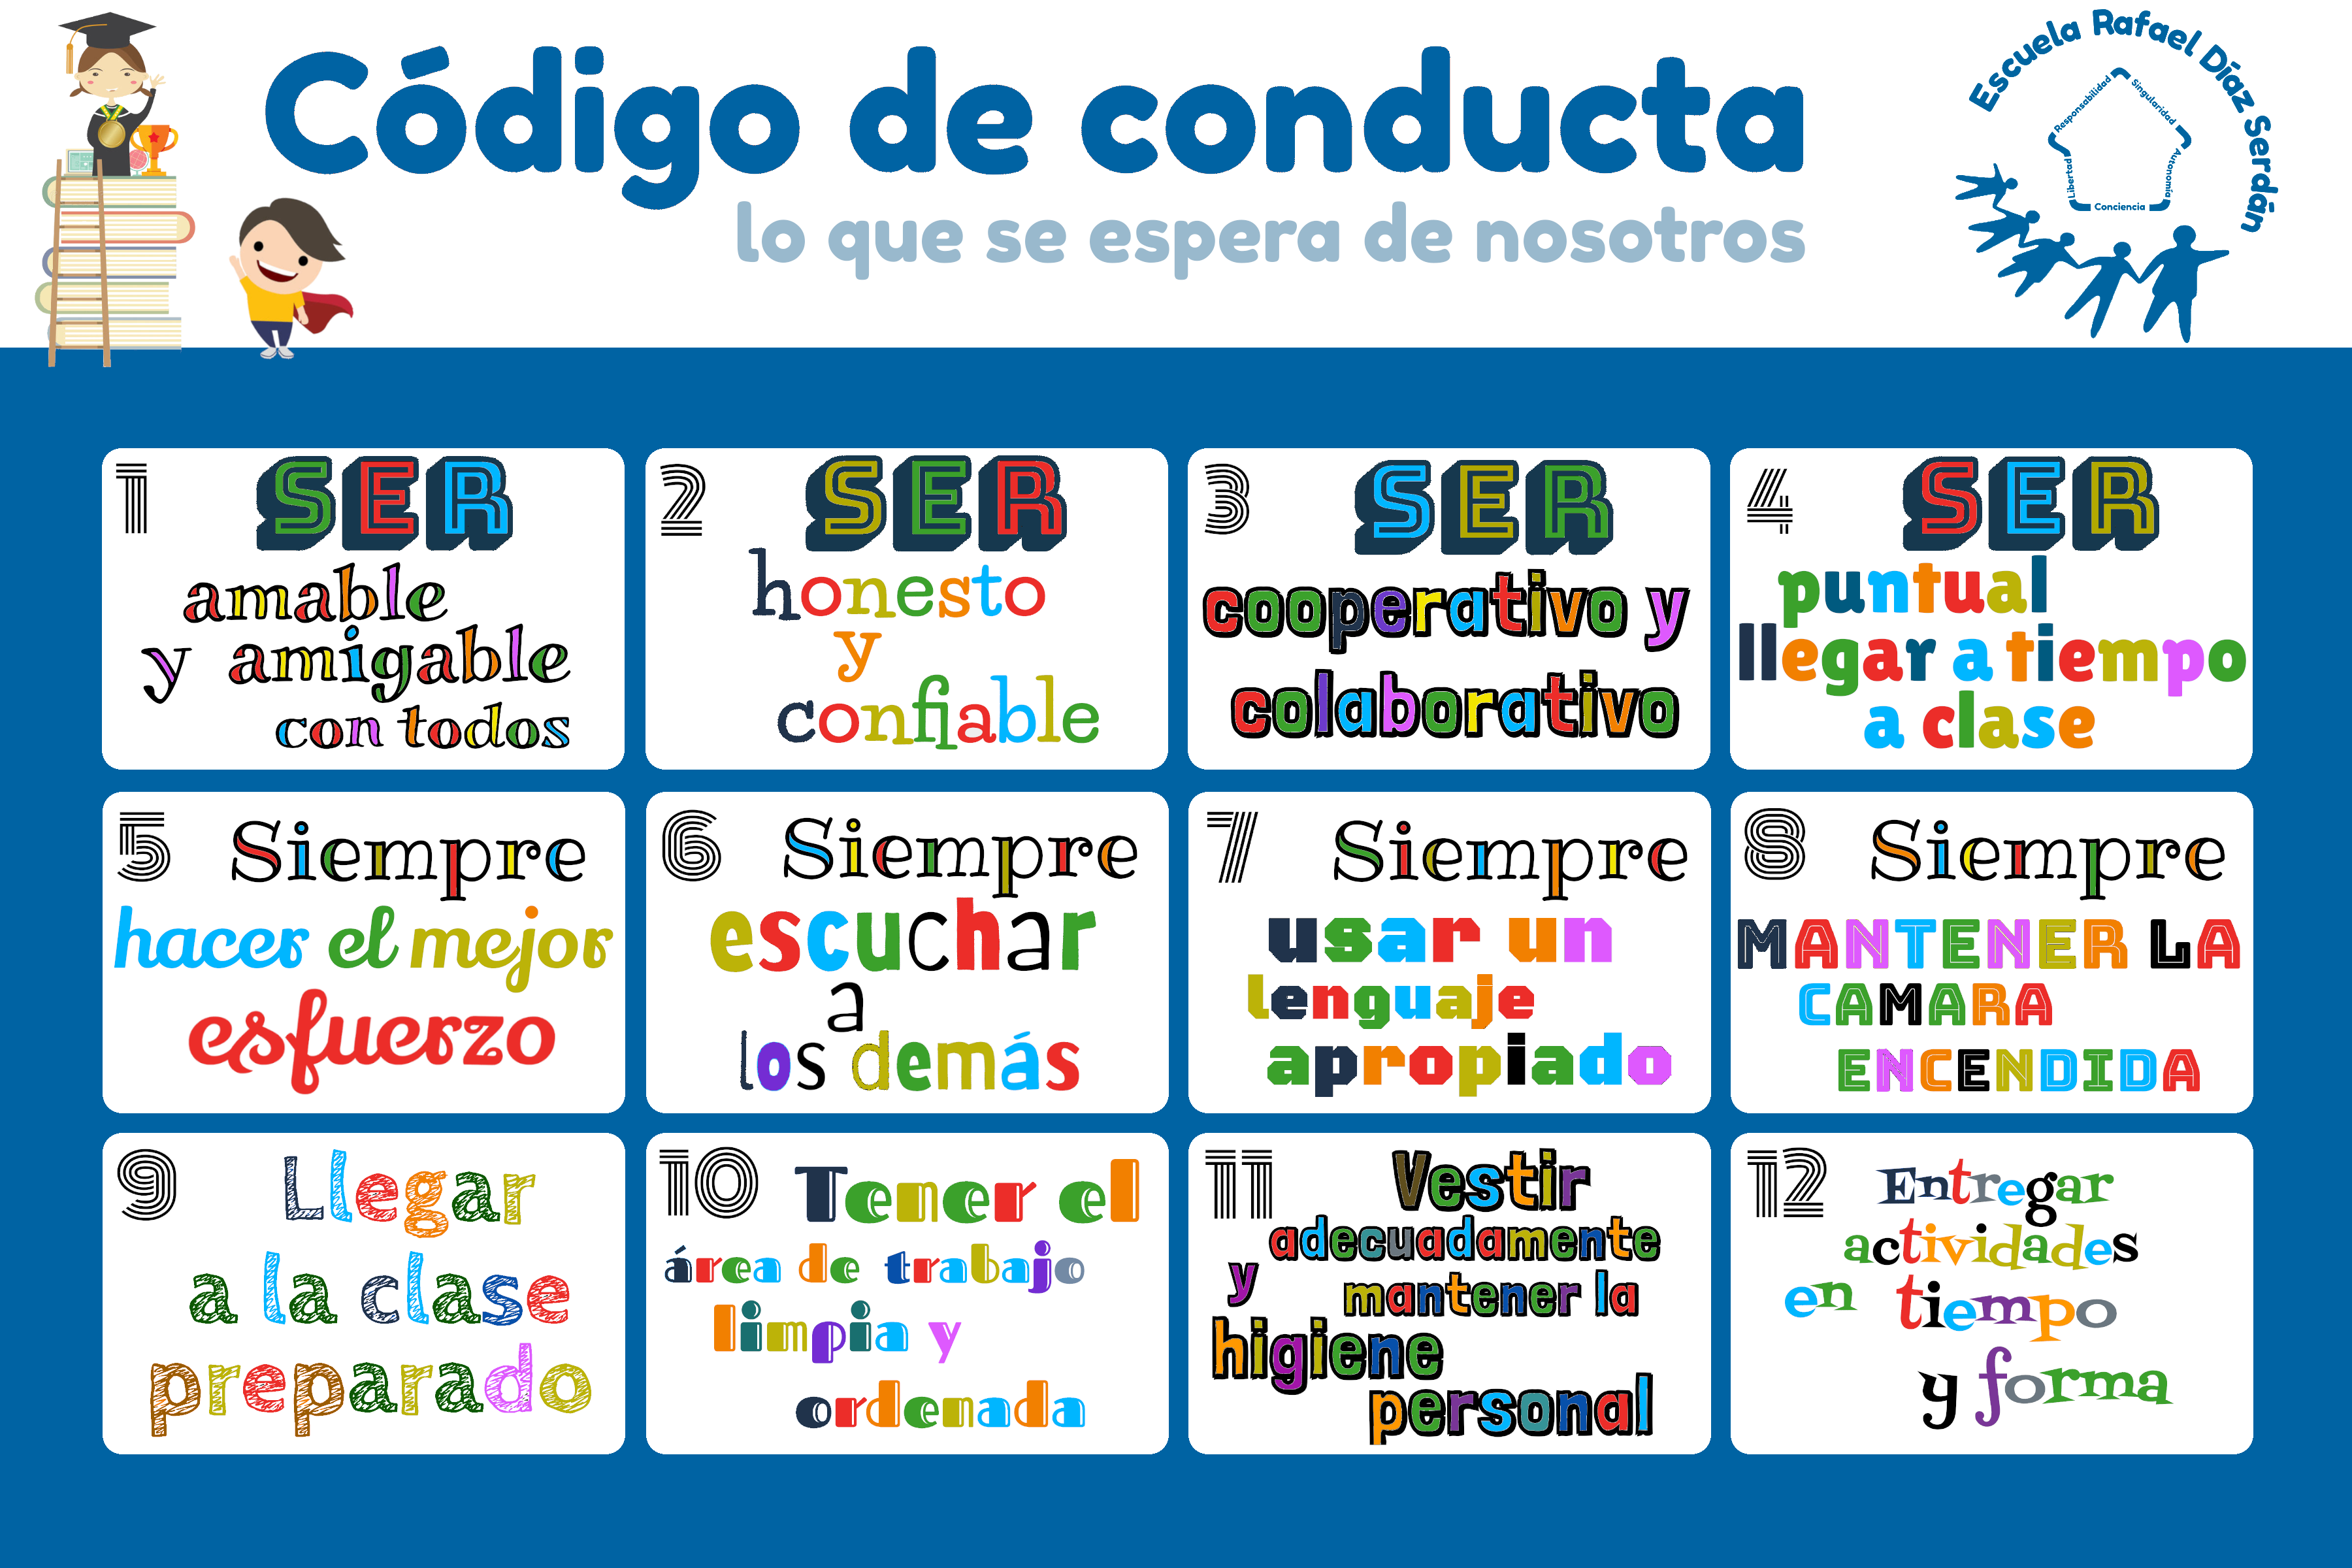 Código de conducta
lo que se espera de nosotros
Escuela Rafael Díaz Serdán
Responsabilidad
Singularidad
Autonomía
Conciencia
Libertad
1
SER
amable
y amigable
con todos
2
SER
honesto
y
confiable
3
SER
cooperativo y
colaborativo
4
SER
puntual
llegar a tiempo
a clase
5
Siempre
hacer el mejor
esfuerzo
6
Siempre
escuchar
a
los demás
7
Siempre
usar un
lenguaje
apropiado
8
Siempre
MANTENER LA
CAMARA
ENCENDIDA
9
Llegar
a la clase
preparado
10
Tener el
área de trabajo
limpia y
ordenada
11
Vestir
adecuadamente
y mantener la
higiene
personal
12
Entregar
actividades
en tiempo
y forma